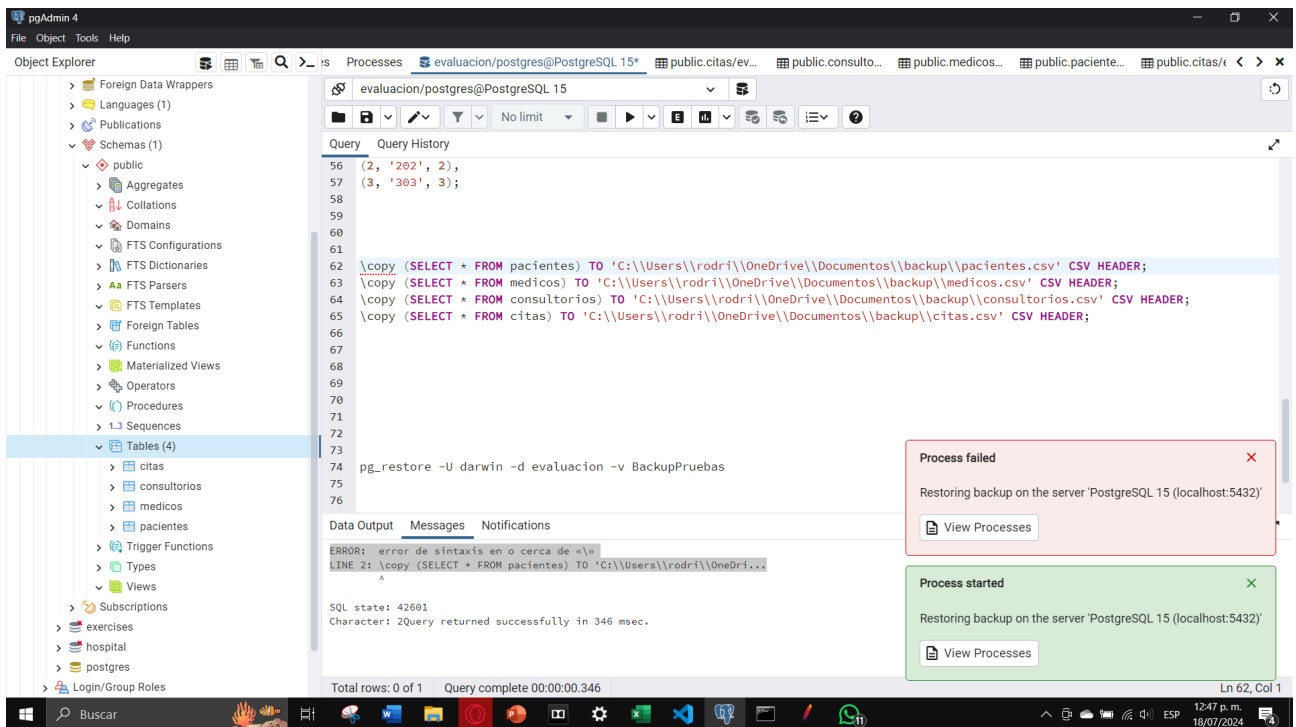 pgAdmin 4
File Object Tools Help
Object Explorer
Processes
evaluacion/postgres@PostgreSQL 15*
public.citas/ev...
public.consulto...
public.medicos...
public.paciente...
public.citas/e
Foreign Data Wrappers
Languages (1)
Publications
Schemas (1)
public
Aggregates
Collations
Domains
FTS Configurations
FTS Dictionaries
FTS Parsers
FTS Templates
Foreign Tables
Functions
Materialized Views
Operators
Procedures
1..3 Sequences
Tables (4)
citas
consultorios
medicos
pacientes
Trigger Functions
Types
Views
Subscriptions
exercises
hospital
postgres
Login/Group Roles
evaluacion/postgres@PostgreSQL 15
No limit
Query Query History
56 (2, '202', 2),
57 (3, '303', 3);
58
59
60
61
62 \copy (SELECT * FROM pacientes) TO 'C:\\Users\\rodri\\OneDrive\\Documentos\\backup\\pacientes.csv' CSV HEADER;
63 \copy (SELECT * FROM medicos) TO 'C:\\Users\\rodri\\OneDrive\\Documentos\\backup\\medicos.csv' CSV HEADER;
64 \copy (SELECT * FROM consultorios) TO 'C:\\Users\\rodri\\OneDrive\\Documentos\\backup\\consultorios.csv' CSV HEADER;
65 \copy (SELECT * FROM citas) TO 'C:\\Users\\rodri\\OneDrive\\Documentos\\backup\\citas.csv' CSV HEADER;
66
67
68
69
70
71
72
73
74 pg_restore -U darwin -d evaluacion -v BackupPruebas
75
76
Data Output Messages Notifications
ERROR: error de sintaxis en o cerca de «\»
LINE 2: \copy (SELECT * FROM pacientes) TO 'C:\\Users\\rodri\\OneDri...
^
SQL state: 42601
Character: 2Query returned successfully in 346 msec.
Process failed
Restoring backup on the server 'PostgreSQL 15 (localhost:5432)'
View Processes
Process started
Restoring backup on the server 'PostgreSQL 15 (localhost:5432)'
View Processes
Total rows: 0 of 1 Query complete 00:00:00.346 Ln 62, Col 1
Buscar
ESP
12:47 p. m.
18/07/2024